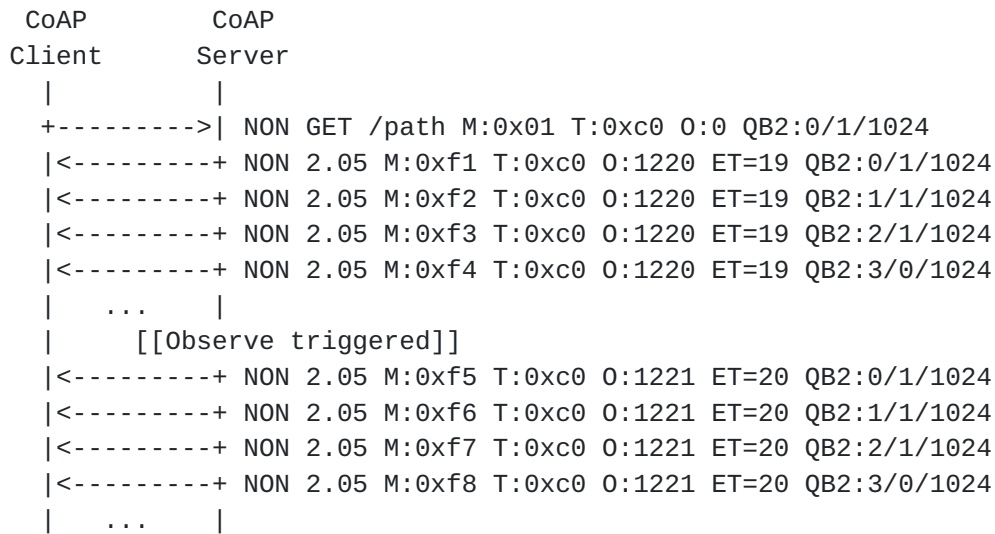 CoAP        CoAP
Client      Server
  |          |
  +--------->| NON GET /path M:0x01 T:0xc0 O:0 QB2:0/1/1024
  |<---------+ NON 2.05 M:0xf1 T:0xc0 O:1220 ET=19 QB2:0/1/1024
  |<---------+ NON 2.05 M:0xf2 T:0xc0 O:1220 ET=19 QB2:1/1/1024
  |<---------+ NON 2.05 M:0xf3 T:0xc0 O:1220 ET=19 QB2:2/1/1024
  |<---------+ NON 2.05 M:0xf4 T:0xc0 O:1220 ET=19 QB2:3/0/1024
  |   ...    |
  |     [[Observe triggered]]
  |<---------+ NON 2.05 M:0xf5 T:0xc0 O:1221 ET=20 QB2:0/1/1024
  |<---------+ NON 2.05 M:0xf6 T:0xc0 O:1221 ET=20 QB2:1/1/1024
  |<---------+ NON 2.05 M:0xf7 T:0xc0 O:1221 ET=20 QB2:2/1/1024
  |<---------+ NON 2.05 M:0xf8 T:0xc0 O:1221 ET=20 QB2:3/0/1024
  |   ...    |